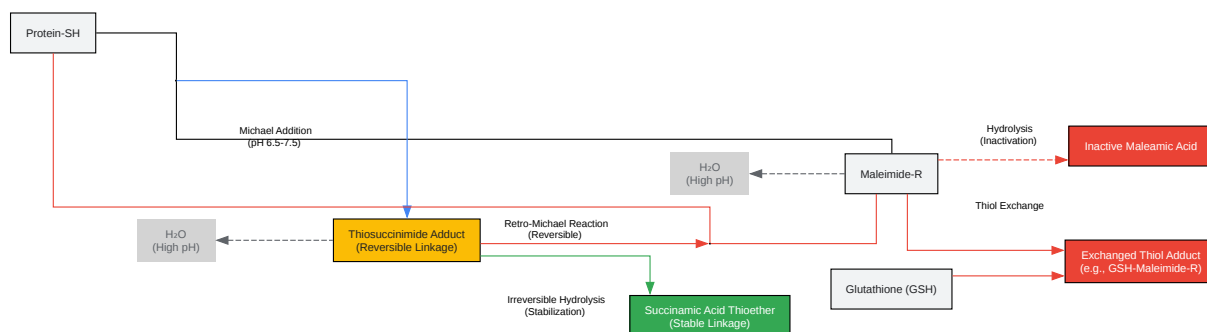 Protein-SH
Michael Addition
(pH 6.5-7.5)
Hydrolysis
(Inactivation)
Inactive Maleamic Acid
H₂O
(High pH)
Maleimide-R
Thiol Exchange
H₂O
(High pH)
Thiosuccinimide Adduct
(Reversible Linkage)
Retro-Michael Reaction
(Reversible)
Exchanged Thiol Adduct
(e.g., GSH-Maleimide-R)
Glutathione (GSH)
Irreversible Hydrolysis
(Stabilization)
Succinamic Acid Thioether
(Stable Linkage)